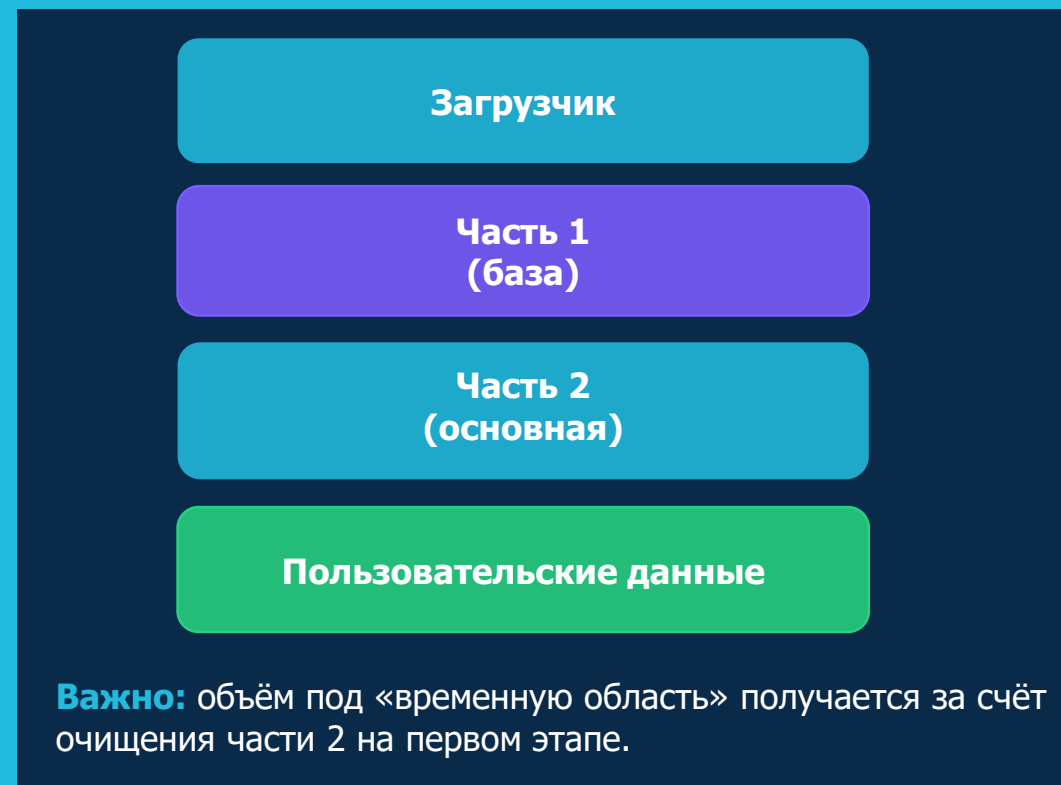 Загрузчик
Часть 1
(база)
Часть 2
(основная)
Пользовательские данные
Важно: объём под «временную область» получается за счёт
очищения части 2 на первом этапе.